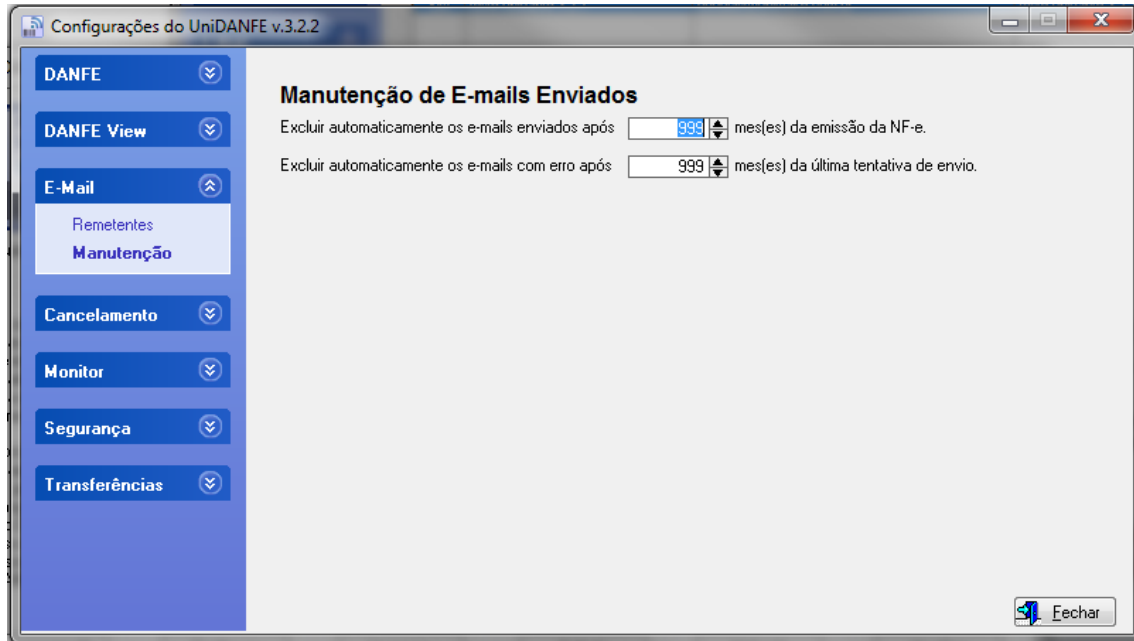 Configurações do UniDANFE v.3.2.2
DANFE
DANFE View
E-Mail
Remetentes
Manutenção
Cancelamento
Monitor
Segurança
Transferências
Manutenção de E-mails Enviados
Excluir automaticamente os e-mails enviados após 999 mes(es) da emissão da NF-e.
Excluir automaticamente os e-mails com erro após 999 mes(es) da última tentativa de envio.
Fechar